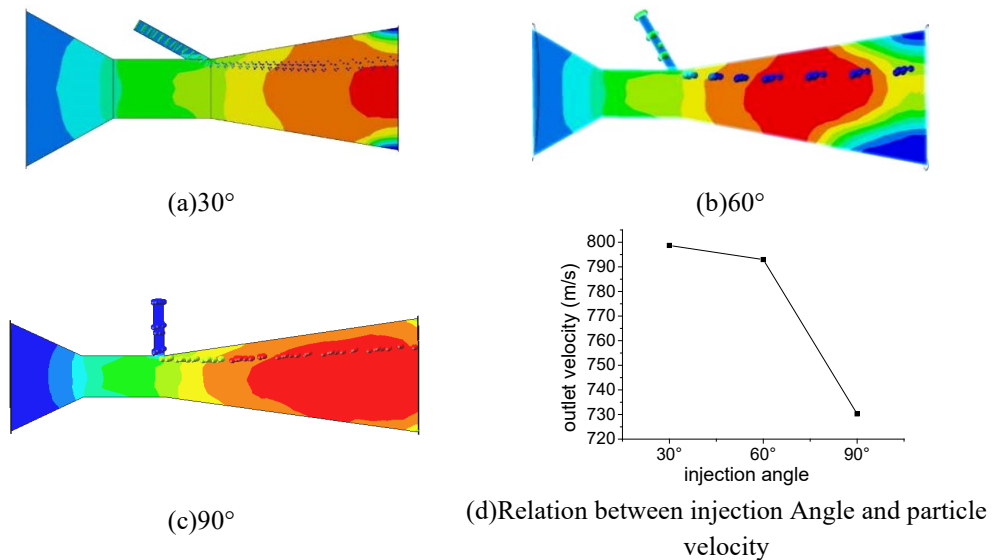 (a)30°
(b)60°
(c)90°
outlet velocity (m/s)
800
790
780
770
760
750
740
730
720
30°
60°
90°
injection angle
(d)Relation between injection Angle and particle
velocity